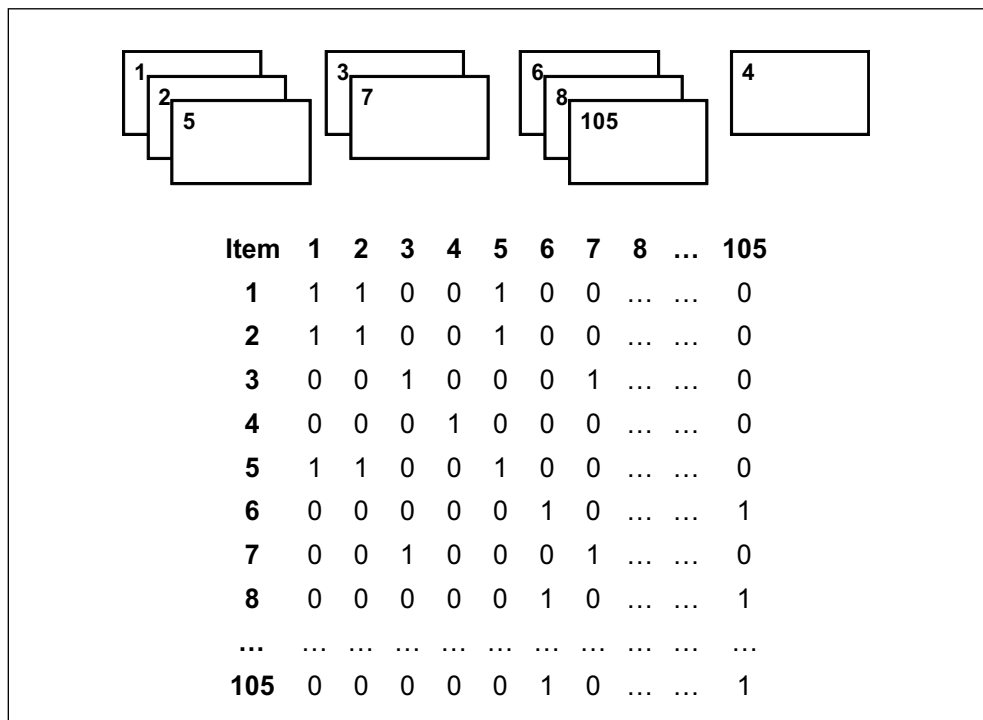 1 3 6 4
2 7 8
5 105
Item 1 2 3 4 5 6 7 8 … 105
1 1 1 0 0 1 0 0 … … 0
2 1 1 0 0 1 0 0 … … 0
3 0 0 1 0 0 0 1 … … 0
4 0 0 0 1 0 0 0 … … 0
5 1 1 0 0 1 0 0 … … 0
6 0 0 0 0 0 1 0 … … 1
7 0 0 1 0 0 0 1 … … 0
8 0 0 0 0 0 1 0 … … 1
… … … … … … … … … … …
105 0 0 0 0 0 1 0 … … 1